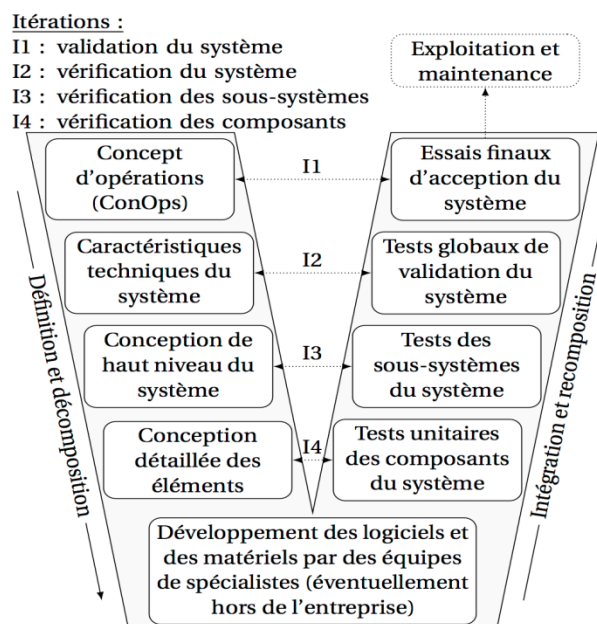 Itérations :
I1 : validation du système
I2 : vérification du système
I3 : vérification des sous-systèmes
I4 : vérification des composants
Exploitation et
maintenance
Concept
d'opérations
(ConOps)
I1
Essais finaux
d'acception du
système
Caractéristiques
techniques du
système
I2
Tests globaux de
validation du
système
Conception de
haut niveau du
système
I3
Tests des
sous-systèmes
du système
Conception
détaillée des
éléments
I4
Tests unitaires
des composants
du système
Développement des logiciels et
des matériels par des équipes
de spécialistes (éventuellement
hors de l'entreprise)
Définition et décomposition
Intégration et recomposition